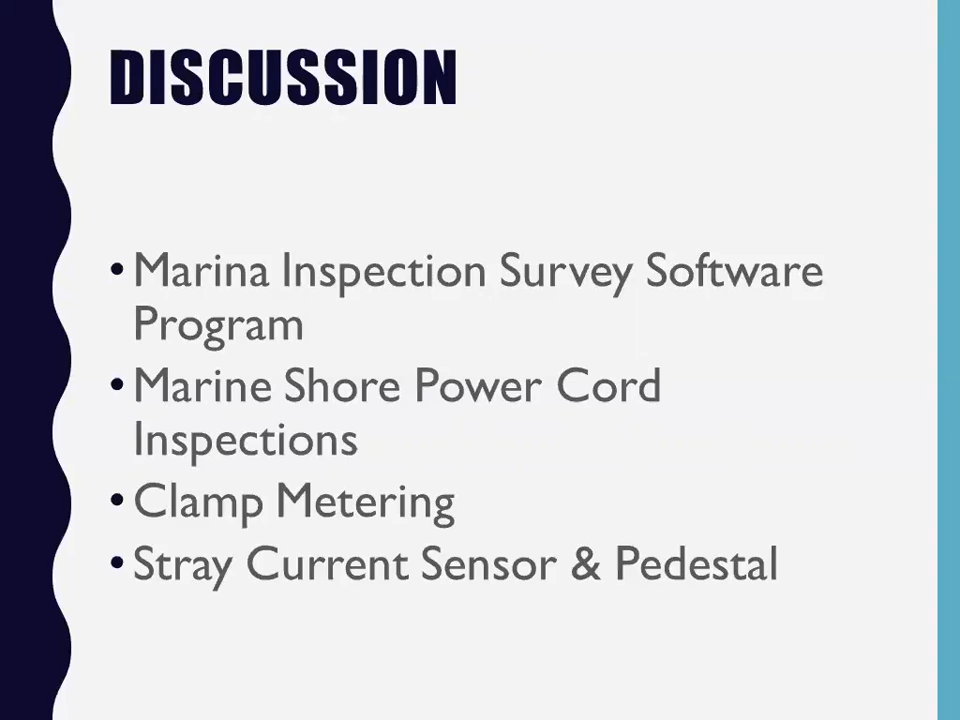 DISCUSSION
• Marina Inspection Survey Software
Program
• Marine Shore Power Cord
Inspections
• Clamp Metering
• Stray Current Sensor & Pedestal